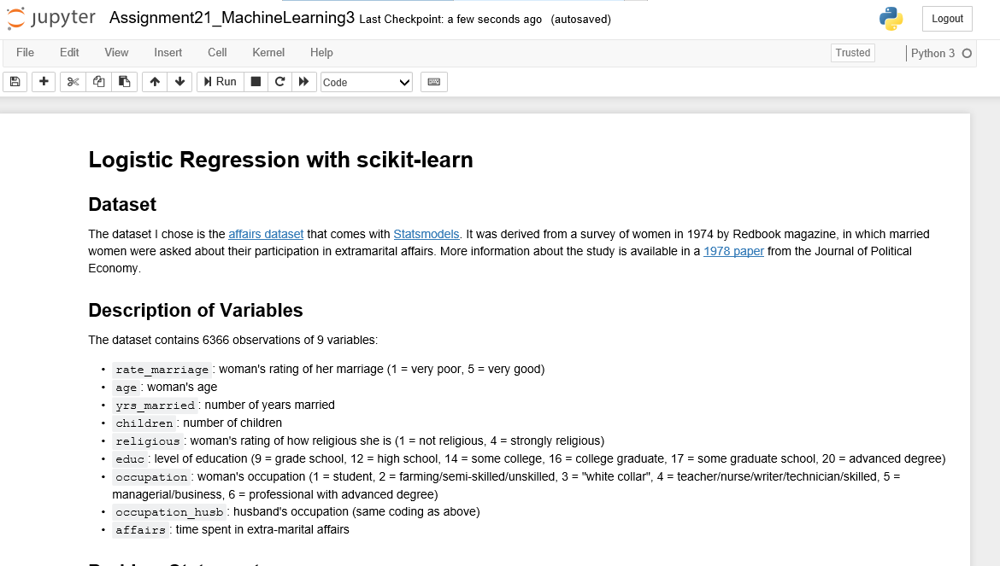 jupyter Assignment21_MachineLearning3 Last Checkpoint: a few seconds ago (autosaved) Logout
File Edit View Insert Cell Kernel Help Trusted Python 3
Run Code
Logistic Regression with scikit-learn
Dataset
The dataset I chose is the affairs dataset that comes with Statsmodels. It was derived from a survey of women in 1974 by Redbook magazine, in which married
women were asked about their participation in extramarital affairs. More information about the study is available in a 1978 paper from the Journal of Political
Economy.
Description of Variables
The dataset contains 6366 observations of 9 variables:
• rate_marriage: woman's rating of her marriage (1 = very poor, 5 = very good)
• age: woman's age
• yrs_married: number of years married
• children: number of children
• religious: woman's rating of how religious she is (1 = not religious, 4 = strongly religious)
• educ: level of education (9 = grade school, 12 = high school, 14 = some college, 16 = college graduate, 17 = some graduate school, 20 = advanced degree)
• occupation: woman's occupation (1 = student, 2 = farming/semi-skilled/unskilled, 3 = "white collar", 4 = teacher/nurse/writer/technician/skilled, 5 =
managerial/business, 6 = professional with advanced degree)
• occupation_husb: husband's occupation (same coding as above)
• affairs: time spent in extra-marital affairs